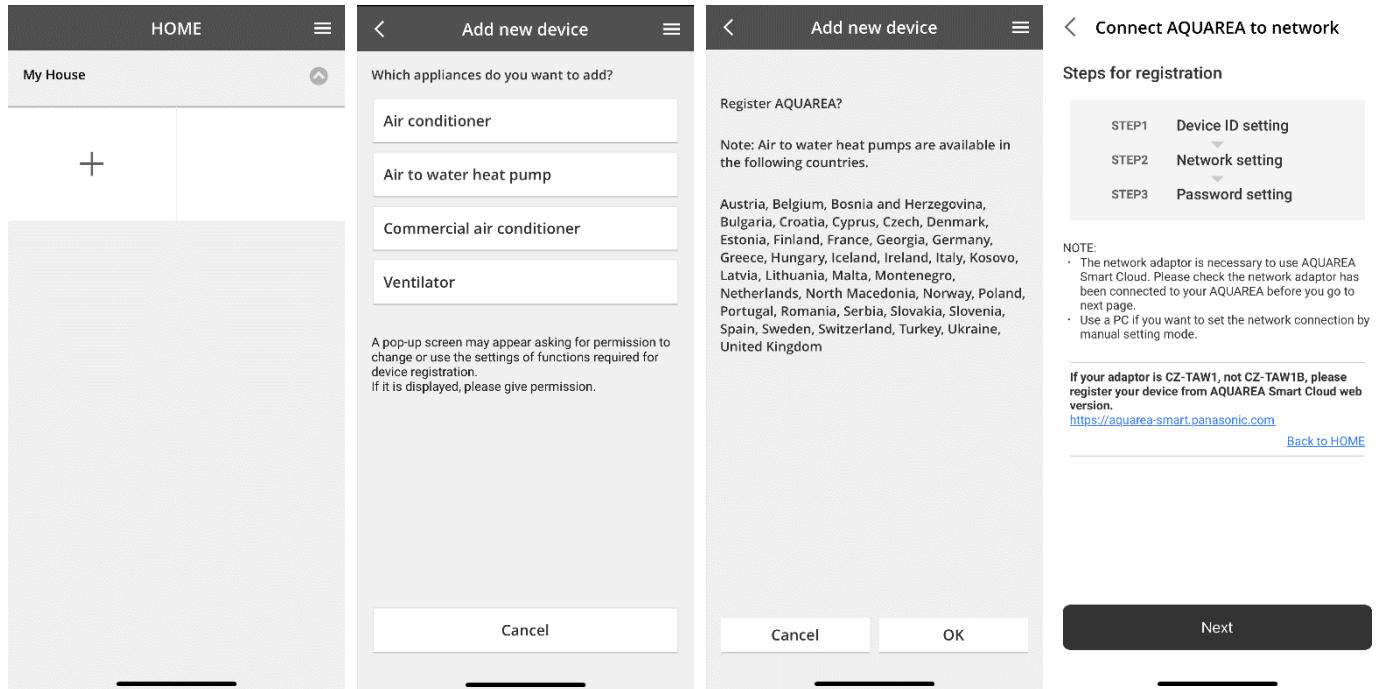 HOME
My House
Add new device
Which appliances do you want to add?
Air conditioner
Air to water heat pump
Commercial air conditioner
Ventilator
A pop-up screen may appear asking for permission to
change or use the settings of functions required for
device registration.
If it is displayed, please give permission.
Cancel
Add new device
Register AQUAREA?
Note: Air to water heat pumps are available in
the following countries.
Austria, Belgium, Bosnia and Herzegovina,
Bulgaria, Croatia, Cyprus, Czech, Denmark,
Estonia, Finland, France, Georgia, Germany,
Greece, Hungary, Iceland, Ireland, Italy, Kosovo,
Latvia, Lithuania, Malta, Montenegro,
Netherlands, North Macedonia, Norway, Poland,
Portugal, Romania, Serbia, Slovakia, Slovenia,
Spain, Sweden, Switzerland, Turkey, Ukraine,
United Kingdom
Cancel
OK
Connect AQUAREA to network
Steps for registration
STEP1 Device ID setting
STEP2 Network setting
STEP3 Password setting
NOTE:
· The network adaptor is necessary to use AQUAREA
Smart Cloud. Please check the network adaptor has
been connected to your AQUAREA before you go to
next page.
· Use a PC if you want to set the network connection by
manual setting mode.
If your adaptor is CZ-TAW1, not CZ-TAW1B, please
register your device from AQUAREA Smart Cloud web
version.
https://aquarea-smart.panasonic.com
Back to HOME
Next